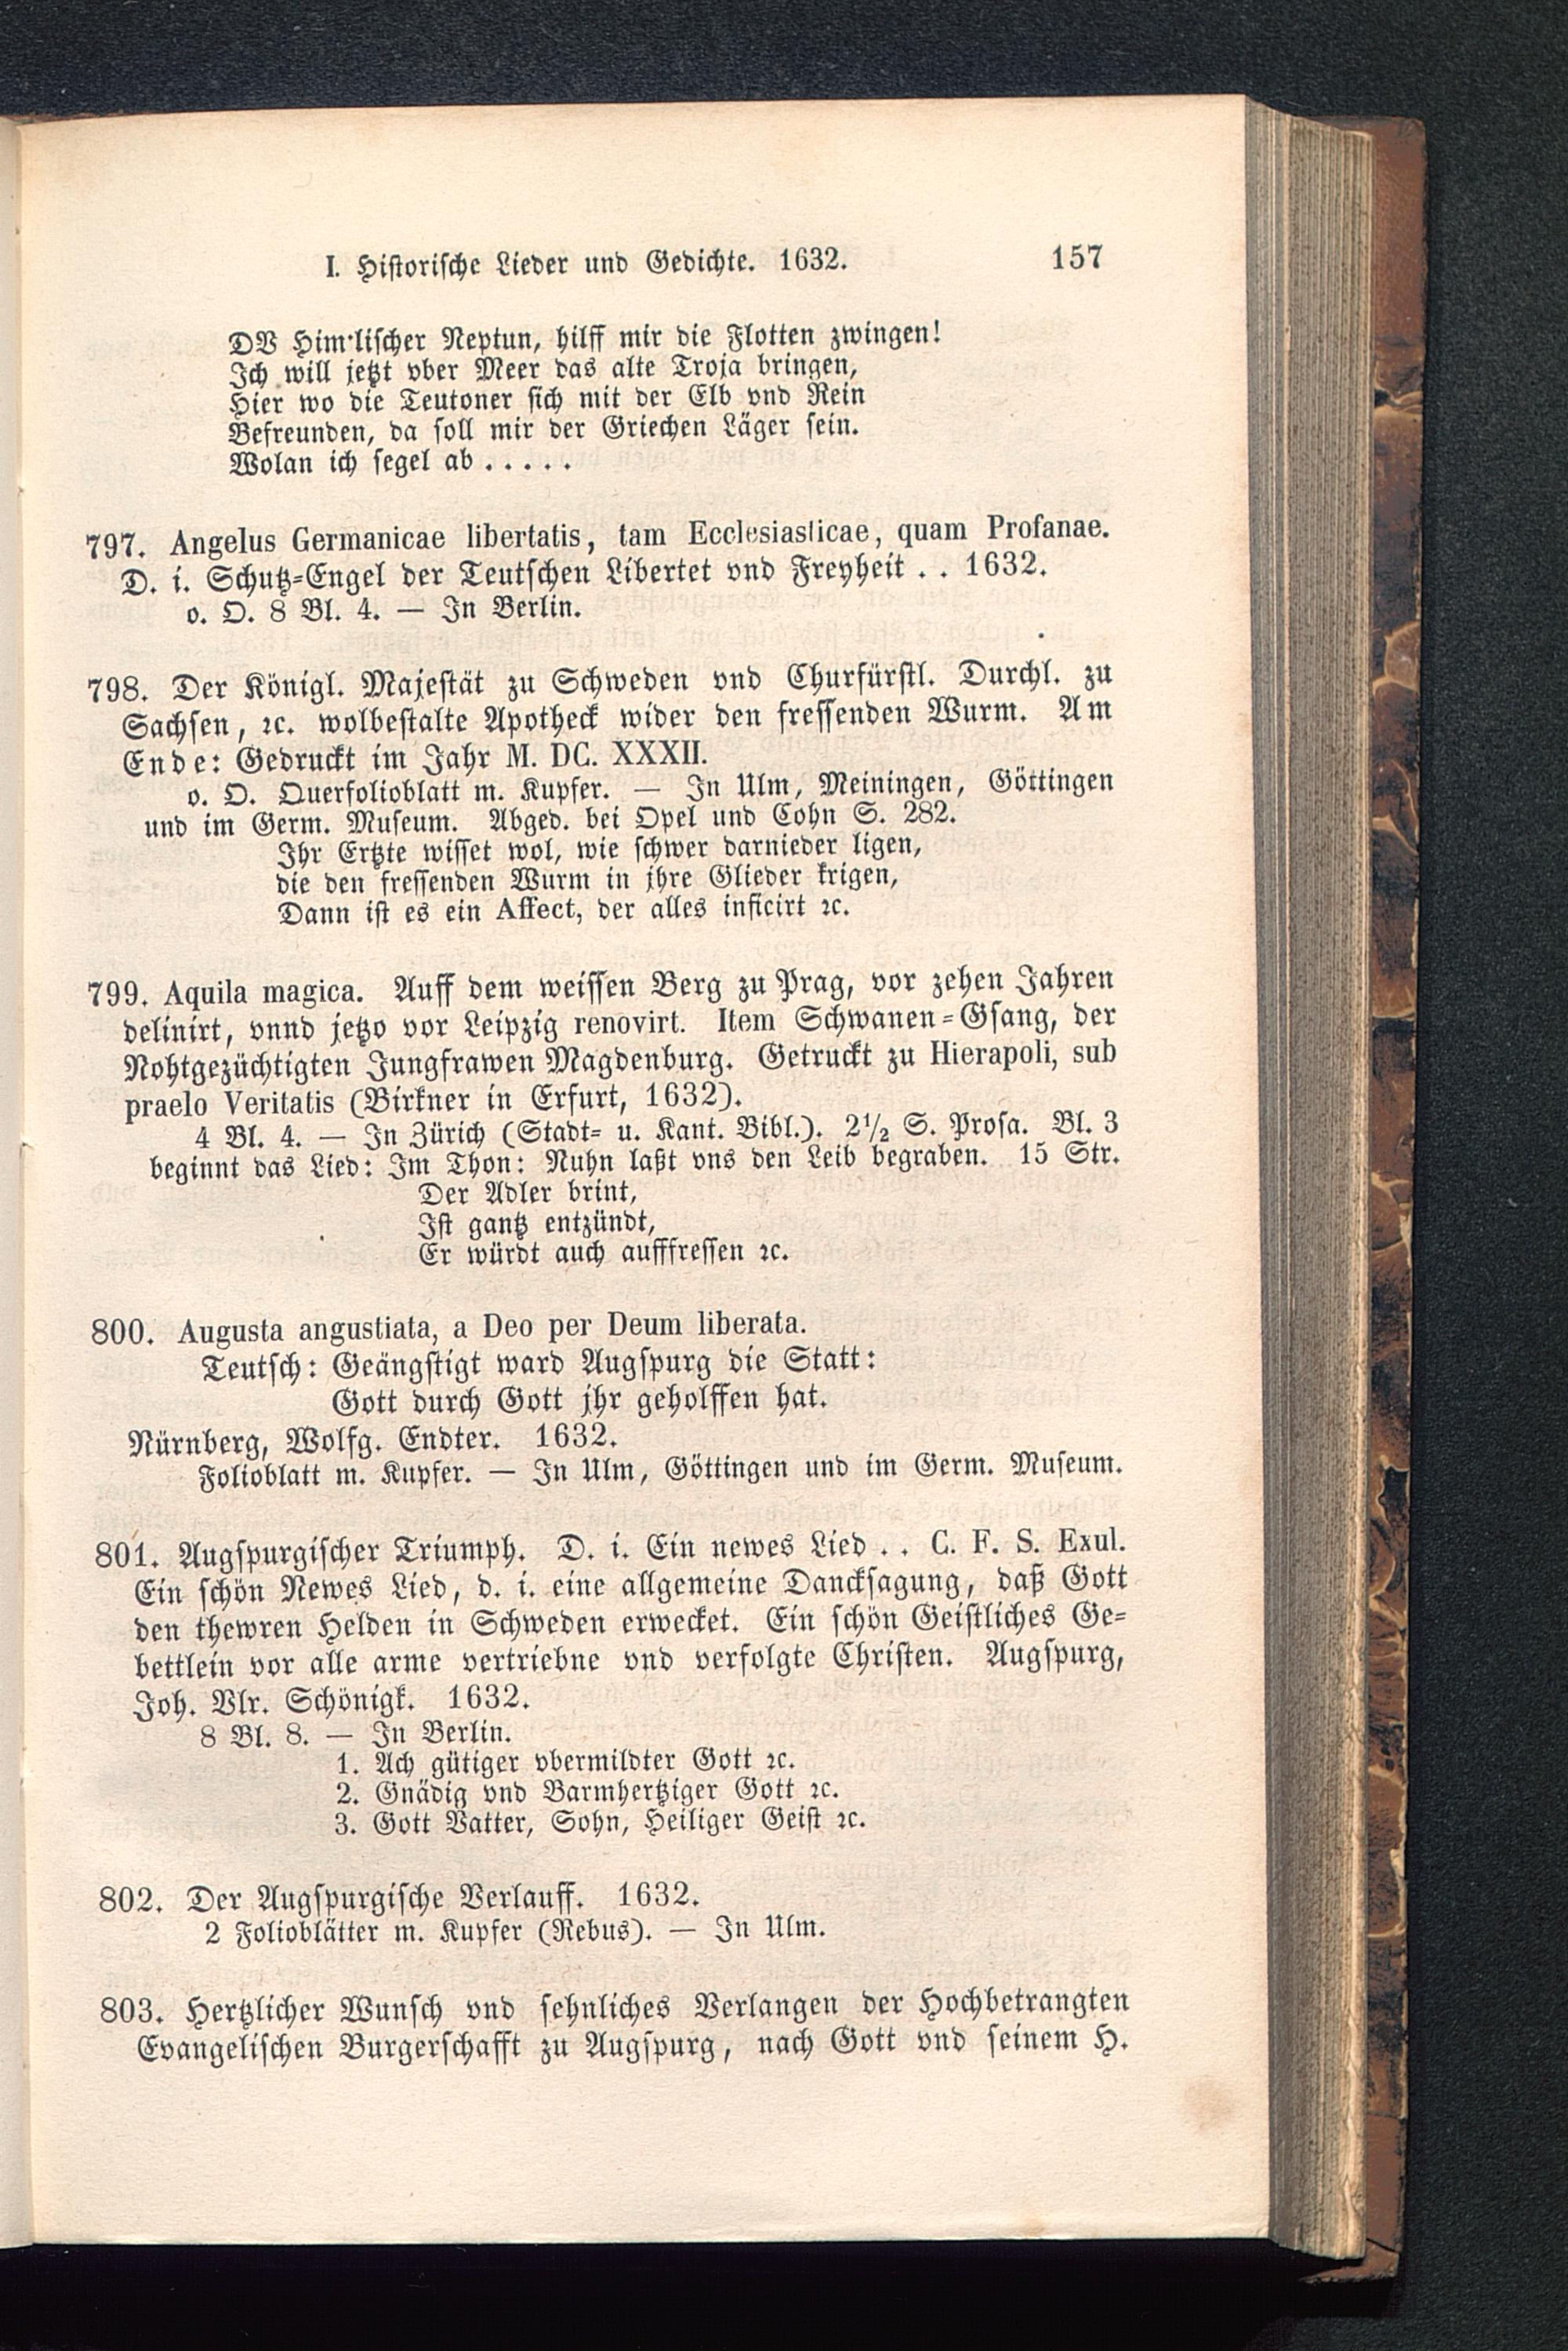 I. Historische Lieder und Gedichte. 1632. 157
DV Him'lischer Neptun, hilff mir die Flotten zwingen!
Ich will jetzt vber Meer das alte Troja bringen,
Hier wo die Teutoner sich mit der Elb vnd Rein
Befreunden, da soll mir der Griechen Läger sein.
Wolan ich segel ab . . . . .
797. Angelus Germanicae libertatis, tam Ecclesiasticae, quam Profanae.
D. i. Schutz=Engel der Teutschen Libertet vnd Freyheit . . 1632.
o. O. 8 Bl. 4. — In Berlin.
798. Der Königl. Majestät zu Schweden vnd Churfürstl. Durchl. zu
Sachsen, ꝛc. wolbestalte Apotheck wider den fressenden Wurm. Am
Ende: Gedruckt im Jahr M. DC. XXXII.
o. O. Querfolioblatt m. Kupfer. — In Ulm, Meiningen, Göttingen
und im Germ. Museum. Abged. bei Opel und Cohn S. 282.
Ihr Ertzte wisset wol, wie schwer darnieder ligen,
die den fressenden Wurm in jhre Glieder krigen,
Dann ist es ein Affect, der alles inficirt ꝛc.
799. Aquila magica. Auff dem weissen Berg zu Prag, vor zehen Jahren
delinirt, vnnd jetzo vor Leipzig renovirt. Item Schwanen=Gsang, der
Nohtgezüchtigten Jungfrawen Magdenburg. Getruckt zu Hierapoli, sub
praelo Veritatis (Birkner in Erfurt, 1632).
4 Bl. 4. — In Zürich (Stadt= u. Kant. Bibl.). 2½ S. Prosa. Bl. 3
beginnt das Lied: Im Thon: Nuhn laßt vns den Leib begraben. 15 Str.
Der Adler brint,
Ist gantz entzündt,
Er würdt auch aufffressen ꝛc.
800. Augusta angustiata, a Deo per Deum liberata.
Teutsch: Geängstigt ward Augspurg die Statt:
Gott durch Gott jhr geholffen hat.
Nürnberg, Wolfg. Endter. 1632.
Folioblatt m. Kupfer. — In Ulm, Göttingen und im Germ. Museum.
801. Augspurgischer Triumph. D. i. Ein newes Lied . . C. F. S. Exul.
Ein schön Newes Lied, d. i. eine allgemeine Dancksagung, daß Gott
den thewren Helden in Schweden erwecket. Ein schön Geistliches Ge=
bettlein vor alle arme vertriebne vnd verfolgte Christen. Augspurg,
Joh. Vlr. Schönigk. 1632.
8 Bl. 8. — In Berlin.
1. Ach gütiger vbermildter Gott ꝛc.
2. Gnädig vnd Barmhertziger Gott ꝛc.
3. Gott Vatter, Sohn, Heiliger Geist ꝛc.
802. Der Augspurgische Verlauff. 1632.
2 Folioblätter m. Kupfer (Rebus). — In Ulm.
803. Hertzlicher Wunsch vnd sehnliches Verlangen der Hochbetrangten
Evangelischen Burgerschafft zu Augspurg, nach Gott vnd seinem H.